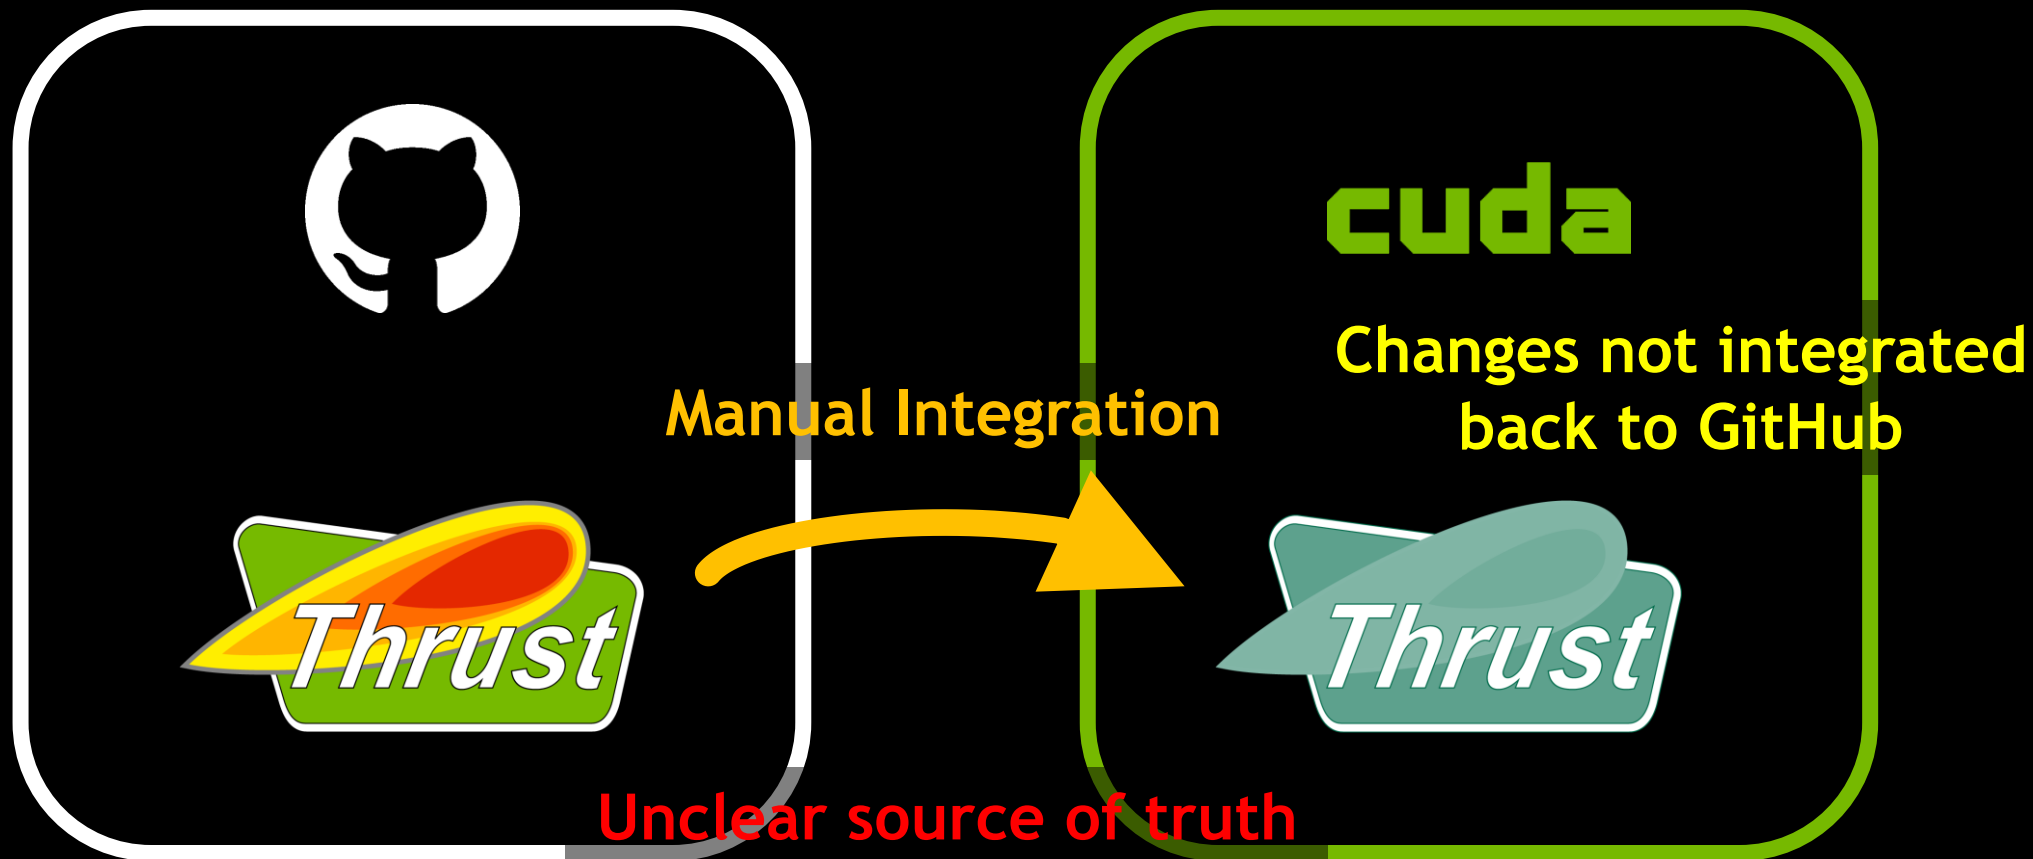 cuda
Changes not integrated
back to GitHub
Manual Integration
Thrust
Thrust
Unclear source of truth